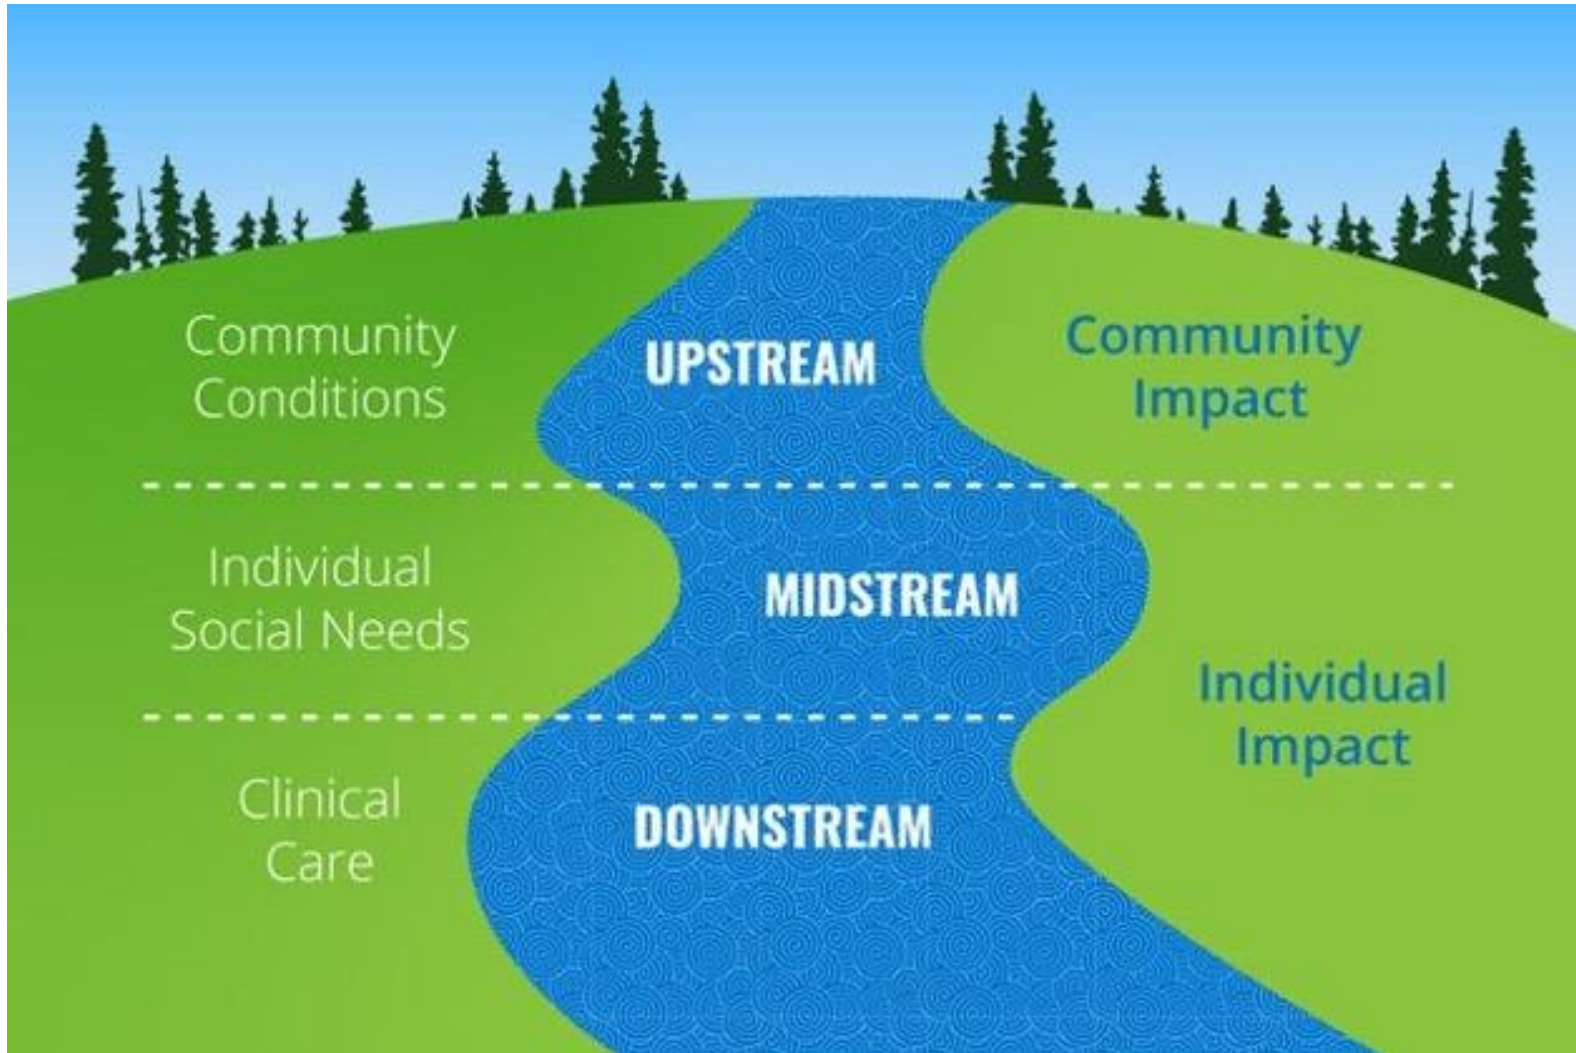 Community
Conditions
UPSTREAM
Community
Impact
Individual
Social Needs
MIDSTREAM
Individual
Impact
Clinical
Care
DOWNSTREAM